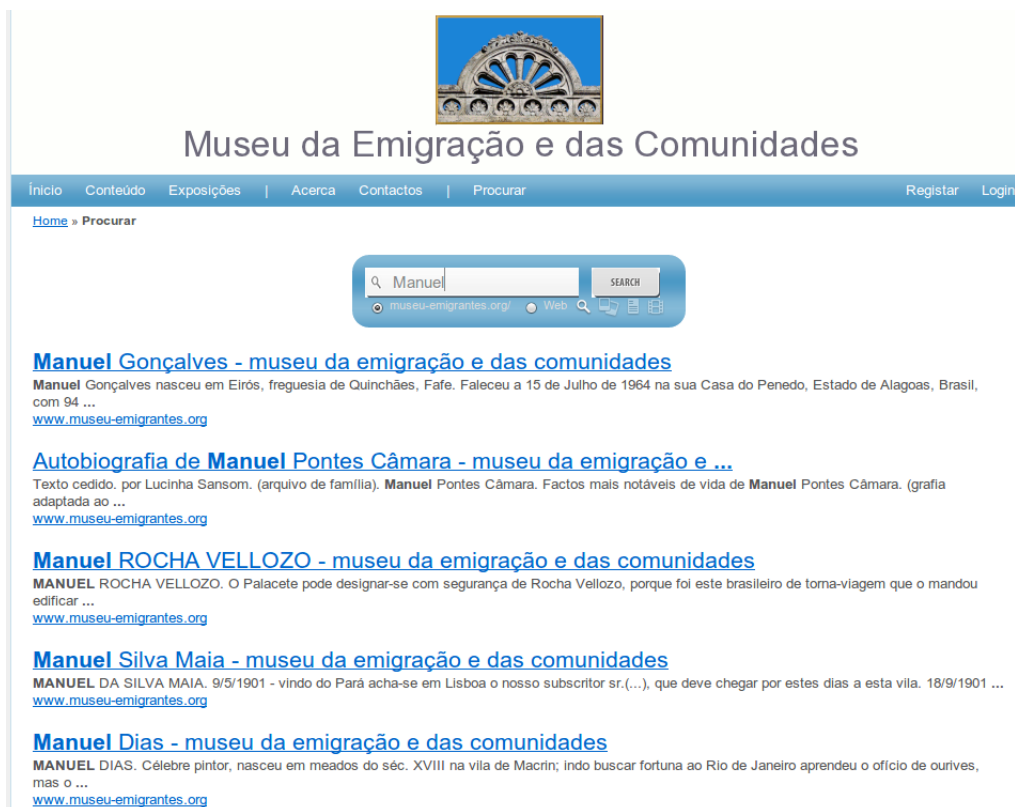 Museu da Emigração e das Comunidades
Ínicio Conteúdo Exposições | Acerca Contactos | Procurar Registar Login
Home » Procurar
Manuel SEARCH
museu-emigrantes.org/ Web
Manuel Gonçalves - museu da emigração e das comunidades
Manuel Gonçalves nasceu em Eirós, freguesia de Quinchães, Fafe. Faleceu a 15 de Julho de 1964 na sua Casa do Penedo, Estado de Alagoas, Brasil,
com 94 ...
www.museu-emigrantes.org
Autobiografia de Manuel Pontes Câmara - museu da emigração e ...
Texto cedido. por Lucinha Sansom. (arquivo de família). Manuel Pontes Câmara. Factos mais notáveis de vida de Manuel Pontes Câmara. (grafia
adaptada ao ...
www.museu-emigrantes.org
Manuel ROCHA VELLOZO - museu da emigração e das comunidades
MANUEL ROCHA VELLOZO. O Palacete pode designar-se com segurança de Rocha Vellozo, porque foi este brasileiro de torna-viagem que o mandou
edificar ...
www.museu-emigrantes.org
Manuel Silva Maia - museu da emigração e das comunidades
MANUEL DA SILVA MAIA. 9/5/1901 - vindo do Pará acha-se em Lisboa o nosso subscritor sr.(...), que deve chegar por estes dias a esta vila. 18/9/1901 ...
www.museu-emigrantes.org
Manuel Dias - museu da emigração e das comunidades
MANUEL DIAS. Célebre pintor, nasceu em meados do séc. XVIII na vila de Macrin; indo buscar fortuna ao Rio de Janeiro aprendeu o ofício de ourives,
mas o ...
www.museu-emigrantes.org